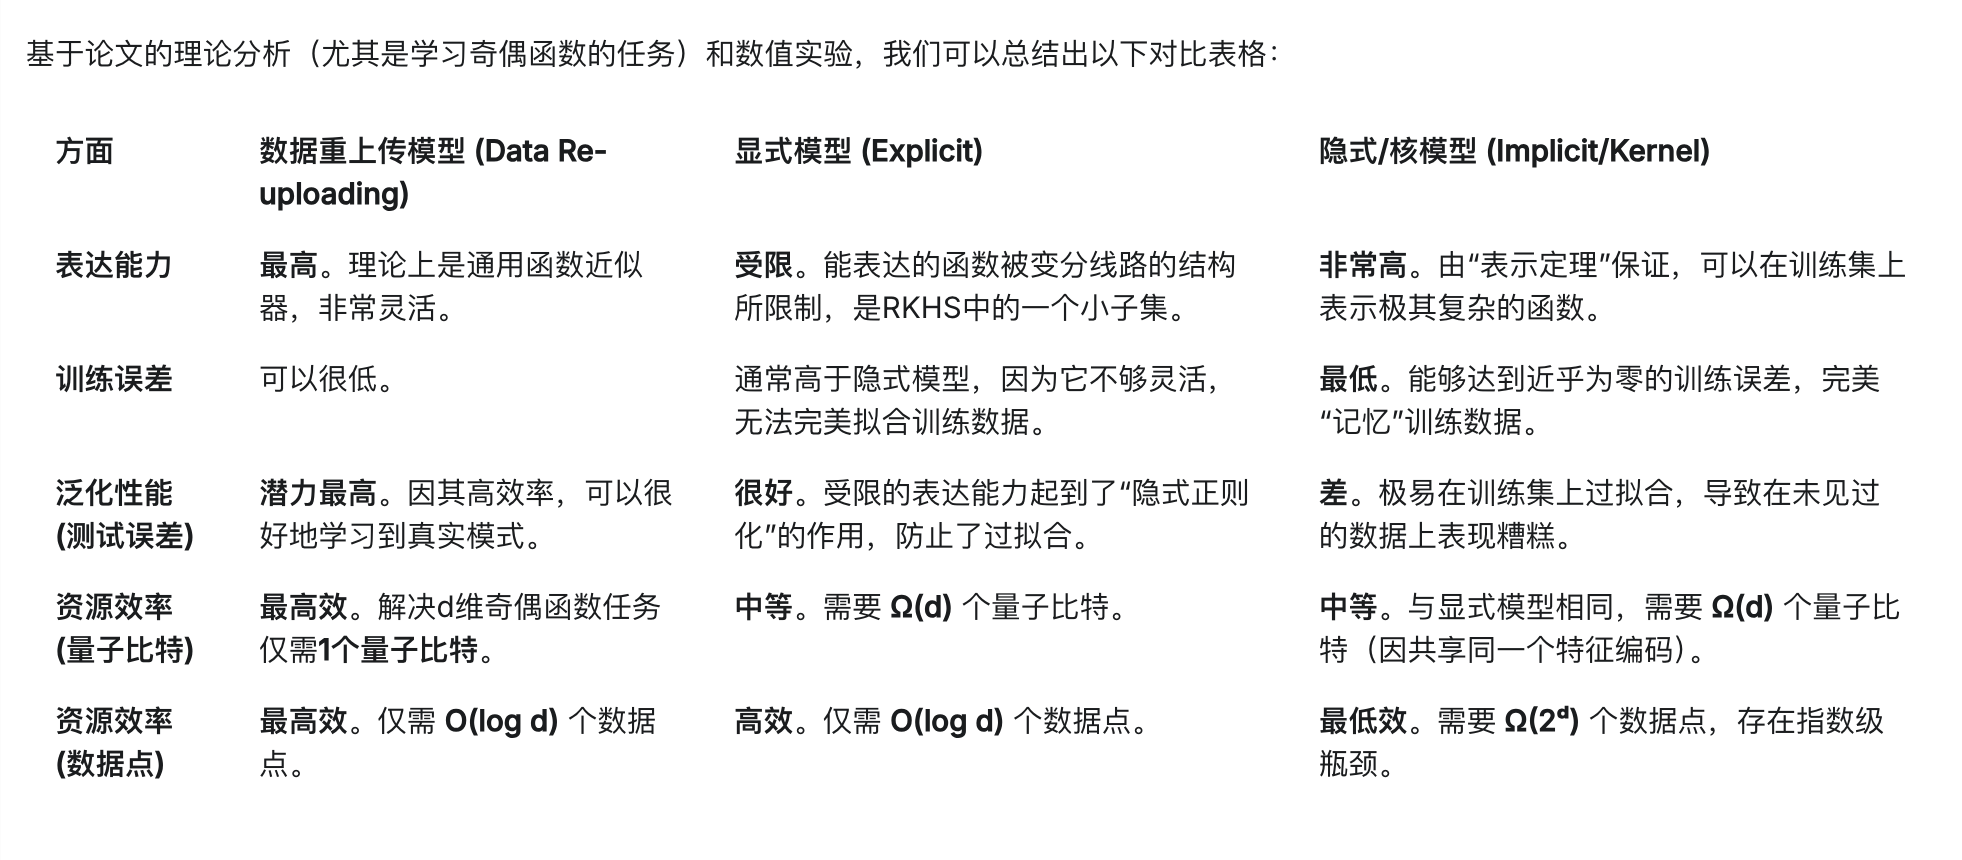 基于论文的理论分析（尤其是学习奇偶函数的任务）和数值实验，我们可以总结出以下对比表格：
方面
数据重上传模型 (Data Re-
uploading)
显式模型 (Explicit)
隐式/核模型 (Implicit/Kernel)
表达能力
最高。理论上是通用函数近似
器，非常灵活。
受限。能表达的函数被变分线路的结构
所限制，是RKHS中的一个小子集。
非常高。由“表示定理”保证，可以在训练集上
表示极其复杂的函数。
训练误差
可以很低。
通常高于隐式模型，因为它不够灵活，
无法完美拟合训练数据。
最低。能够达到近乎为零的训练误差，完美
“记忆”训练数据。
泛化性能
(测试误差)
潜力最高。因其高效率，可以很
好地学习到真实模式。
很好。受限的表达能力起到了“隐式正则
化”的作用，防止了过拟合。
差。极易在训练集上过拟合，导致在未见过
的数据上表现糟糕。
资源效率
(量子比特)
最高效。解决d维奇偶函数任务
仅需1个量子比特。
中等。需要 Ω(d) 个量子比特。
中等。与显式模型相同，需要 Ω(d) 个量子比
特（因共享同一个特征编码）。
资源效率
(数据点)
最高效。仅需 O(log d) 个数据
点。
高效。仅需 O(log d) 个数据点。
最低效。需要 Ω(2ᵈ) 个数据点，存在指数级
瓶颈。